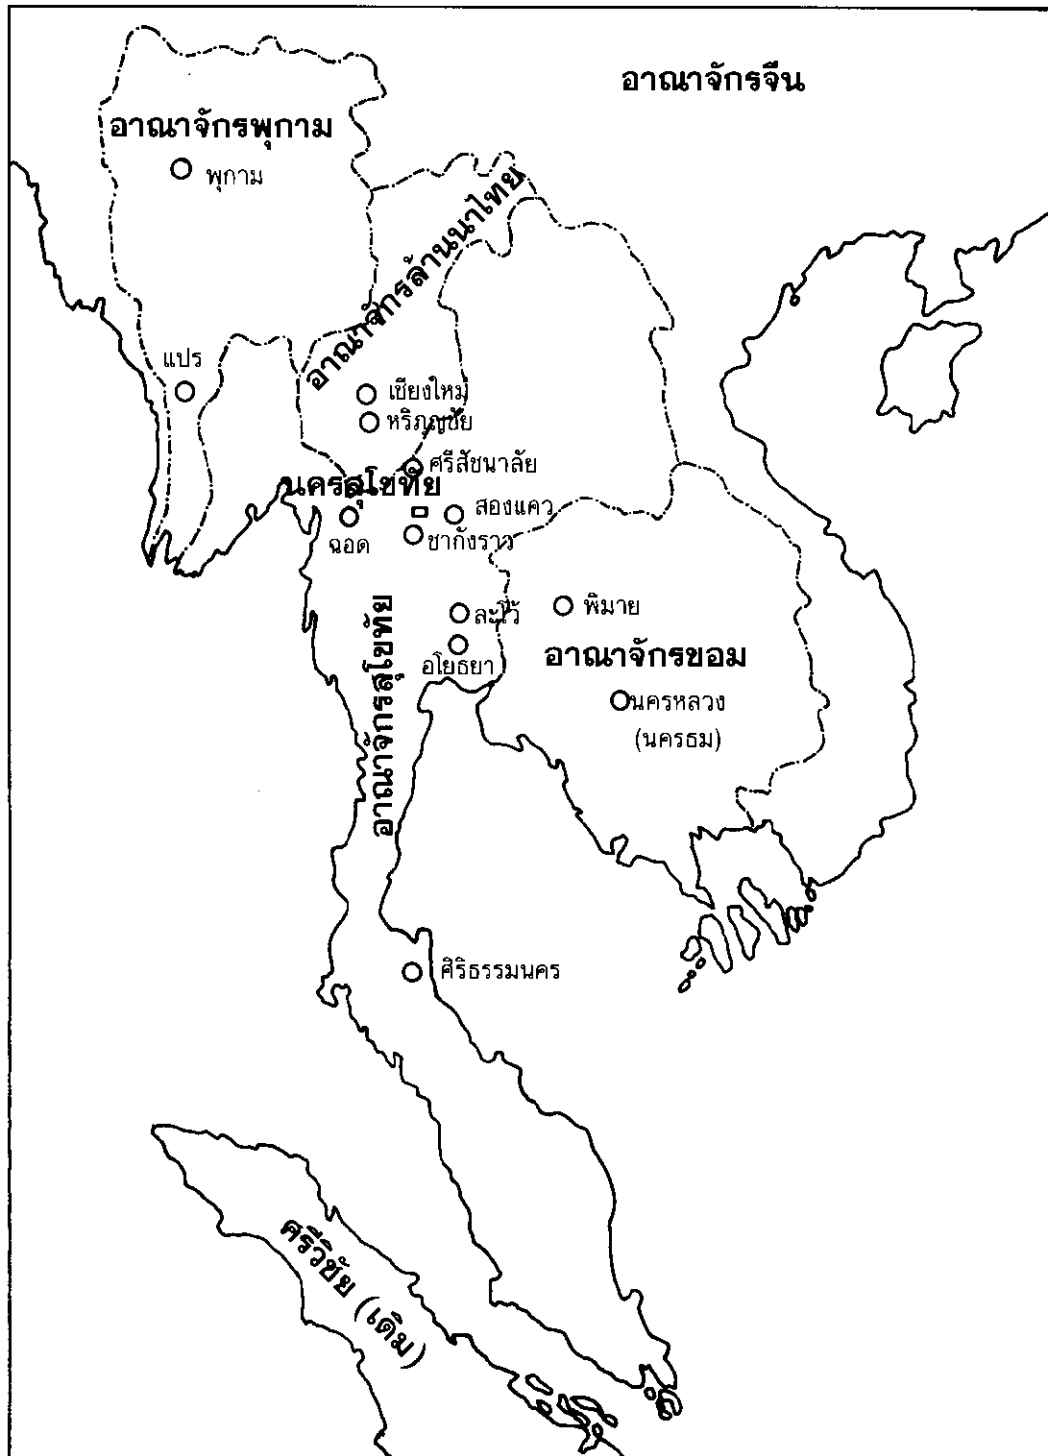 อาณาจักรจีน
อาณาจักรพุกาม
พุกาม
อาณาจักรล้านนาไทย
แปร
เชียงใหม่
หริภุญชัย
ศรีสัชนาลัย
นครสุโขทัย
สองแคว
ฉอด
ชากังราว
ละโว้
พิมาย
อโยธยา
อาณาจักรขอม
อาณาจักรสุโขทัย
นครหลวง
(นครธม)
ศิริธรรมนคร
ศรีวิชัย (เดิม)